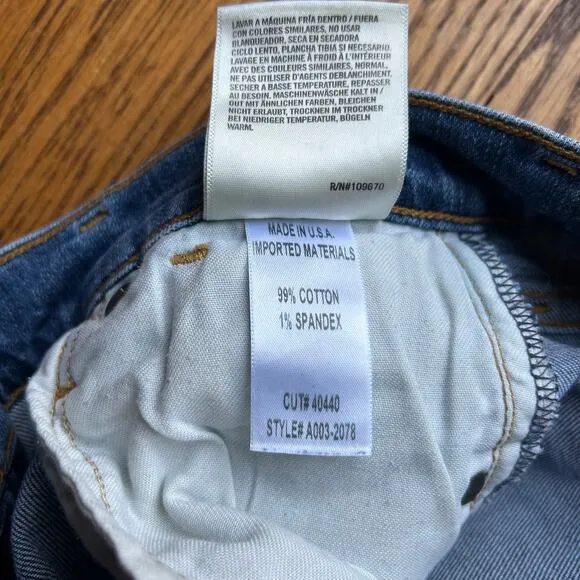 LAVAR A MÁQUINA FRÍA DENTRO / FUERA
CON COLORES SIMILARES, NO USAR
BLANQUEADOR, SECA EN SECADORA
CICLO LENTO, PLANCHA TIBIA SI NECESARIO.
LAVAGE EN MACHINE À FROID À L'INTÉRIEUR
AVEC DES COULEURS SIMILAIRES, NORMAL,
NE PAS UTILISER D'AGENTS DEBLANCHIMENT.
SECHER A BASSE TEMPERATURE, REPASSER
AU BESOIN. MASCHINENWÄSCHE KALT IN /
OUT MIT ÄHNLICHEN FARBEN, BLEICHEN
NICHT ERLAUBT, TROCKNEN IM TROCKNER
BEI NIEDRIGER TEMPERATUR, BÜGELN
WARM.
R/N#109670
MADE IN U.S.A.
IMPORTED MATERIALS
99% COTTON
1% SPANDEX
CUT# 40440
STYLE# A003-2078